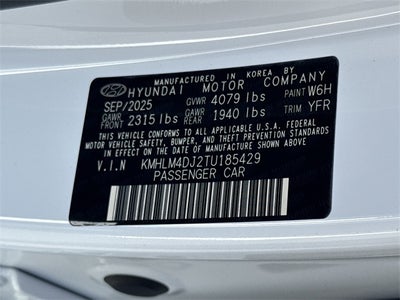 MANUFACTURED IN KOREA BY
HYUNDAI MOTOR COMPANY
SEP/2025 GVWR 4079 lbs PAINT W6H
GAWR FRONT 2315 lbs GAWR REAR 1940 lbs TRIM YFR
THIS VEHICLE CONFORMS TO ALL APPLICABLE U.S.A. FEDERAL
MOTOR VEHICLE SAFETY, BUMPER, AND THEFT PREVENTION
STANDARDS IN EFFECT ON THE DATE OF MANUFACTURE SHOWN ABOVE.
V.I.N KMHLM4DJ2TU185429
PASSENGER CAR